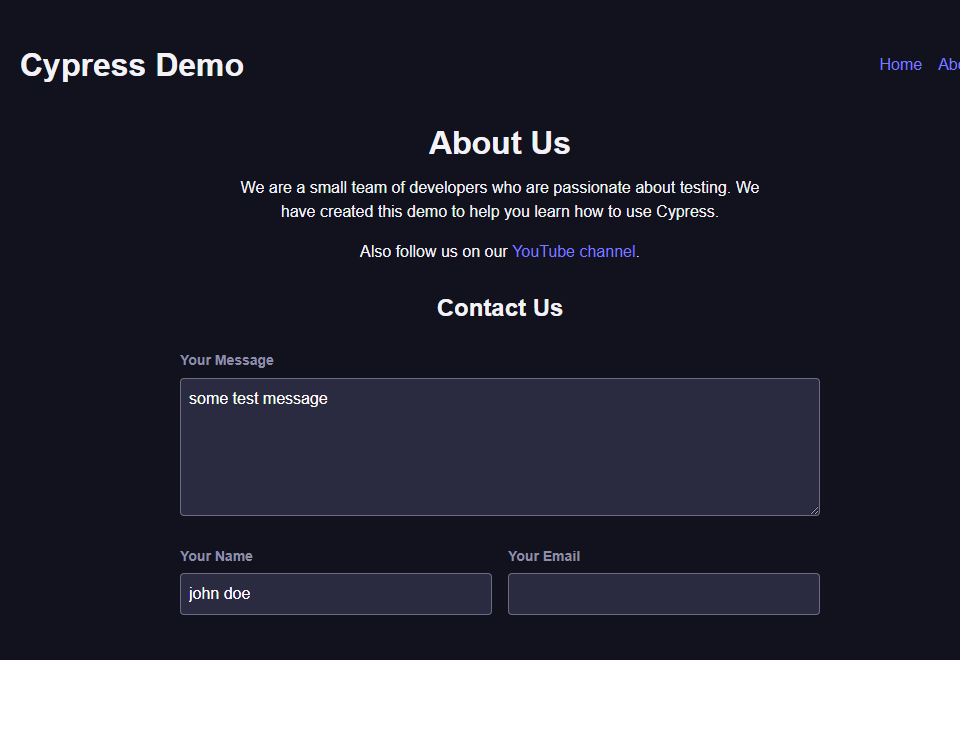 Cypress Demo
Home Abo
About Us
We are a small team of developers who are passionate about testing. We
have created this demo to help you learn how to use Cypress.
Also follow us on our YouTube channel.
Contact Us
Your Message
some test message
Your Name Your Email
john doe